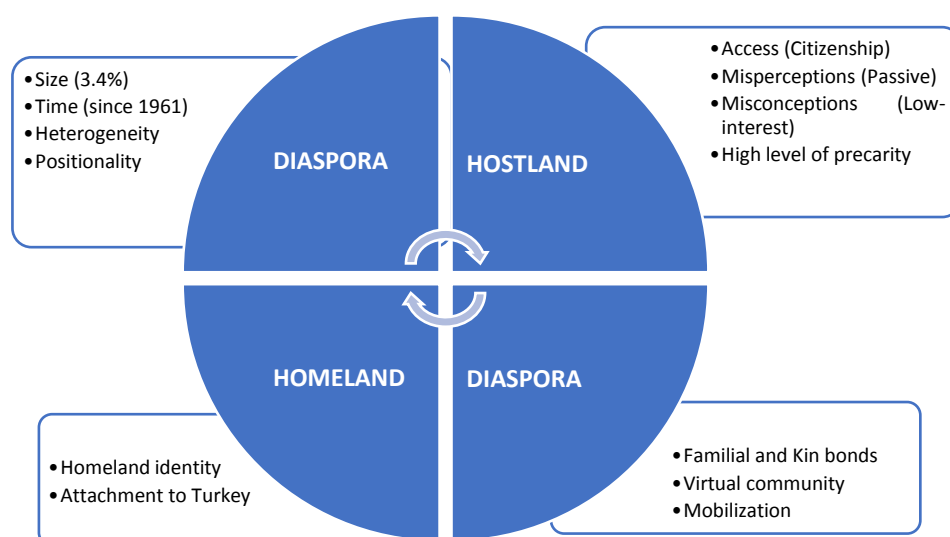 • Size (3.4%)
• Time (since 1961)
• Heterogeneity
• Positionality
DIASPORA
HOSTLAND
• Access (Citizenship)
• Misperceptions (Passive)
• Misconceptions (Low-
interest)
• High level of precarity
HOMELAND
DIASPORA
• Homeland identity
• Attachment to Turkey
• Familial and Kin bonds
• Virtual community
• Mobilization